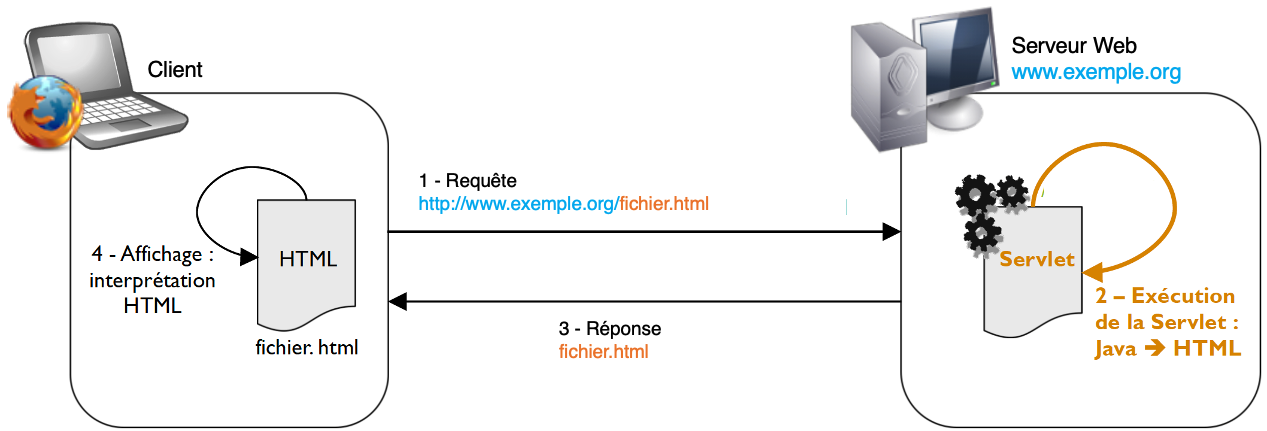 Client
Serveur Web
www.exemple.org
1 - Requête
http://www.exemple.org/fichier.html
HTML
4 - Affichage :
interprétation
HTML
fichier. html
3 - Réponse
fichier.html
Servlet
2 – Exécution
de la Servlet :
Java ➔ HTML